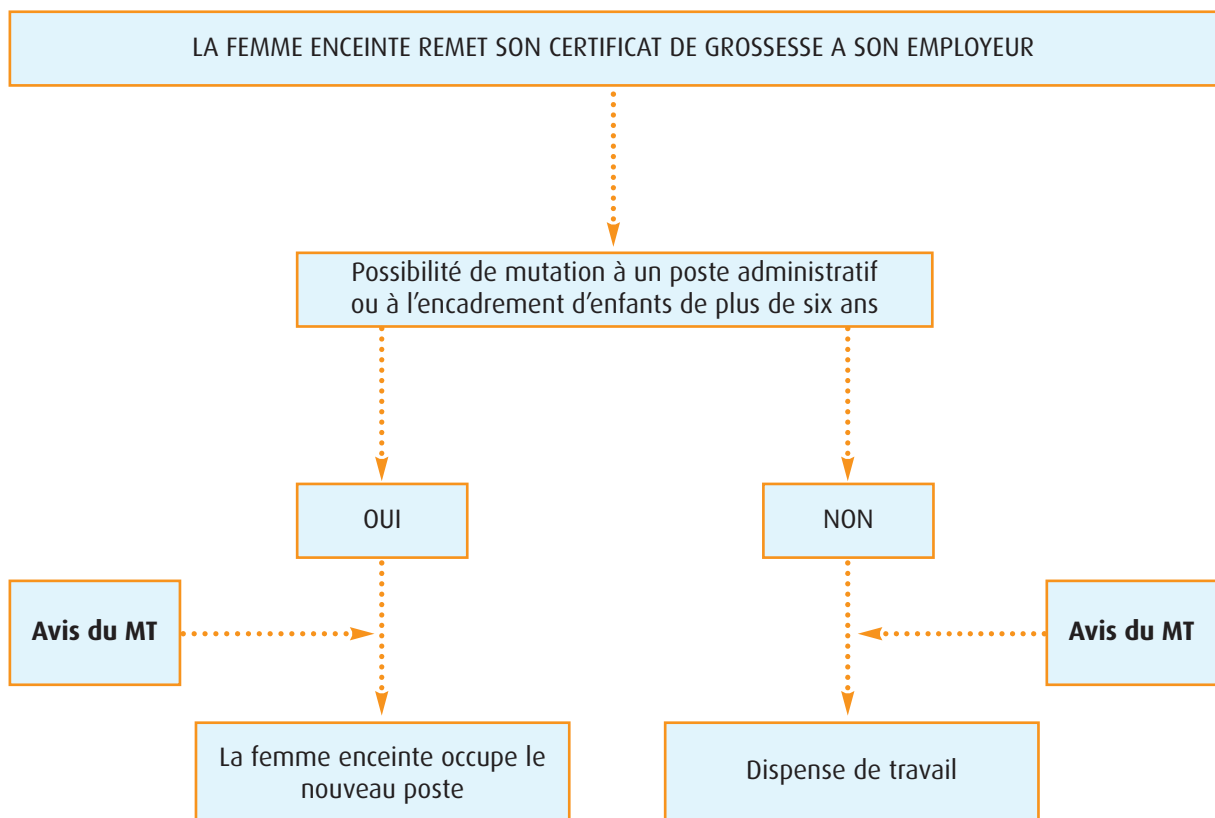 LA FEMME ENCEINTE REMET SON CERTIFICAT DE GROSSESSE A SON EMPLOYEUR
Possibilité de mutation à un poste administratif
ou à l’encadrement d’enfants de plus de six ans
OUI
NON
Avis du MT
Avis du MT
La femme enceinte occupe le
nouveau poste
Dispense de travail